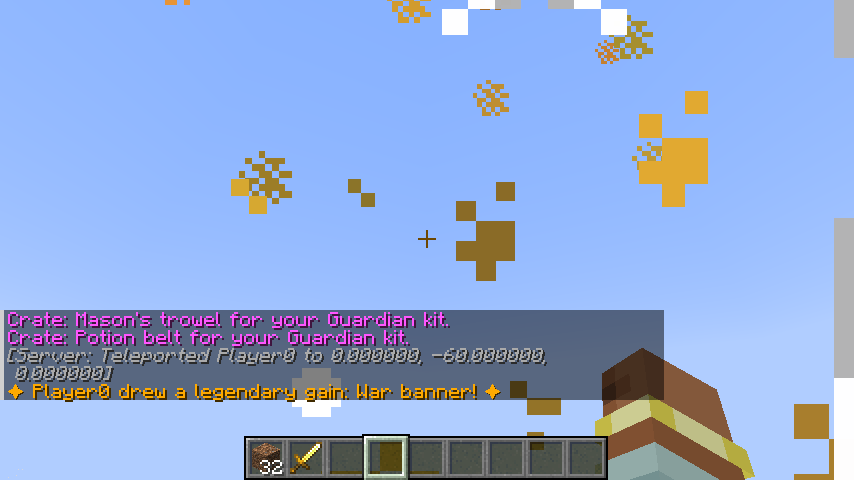 Crate: Mason's trowel for your Guardian kit.
Crate: Potion belt for your Guardian kit.
[Server: Teleported Player0 to 0.000000, -60.000000,
0.000000]
✦ Player0 drew a legendary gain: War banner! ✦
32